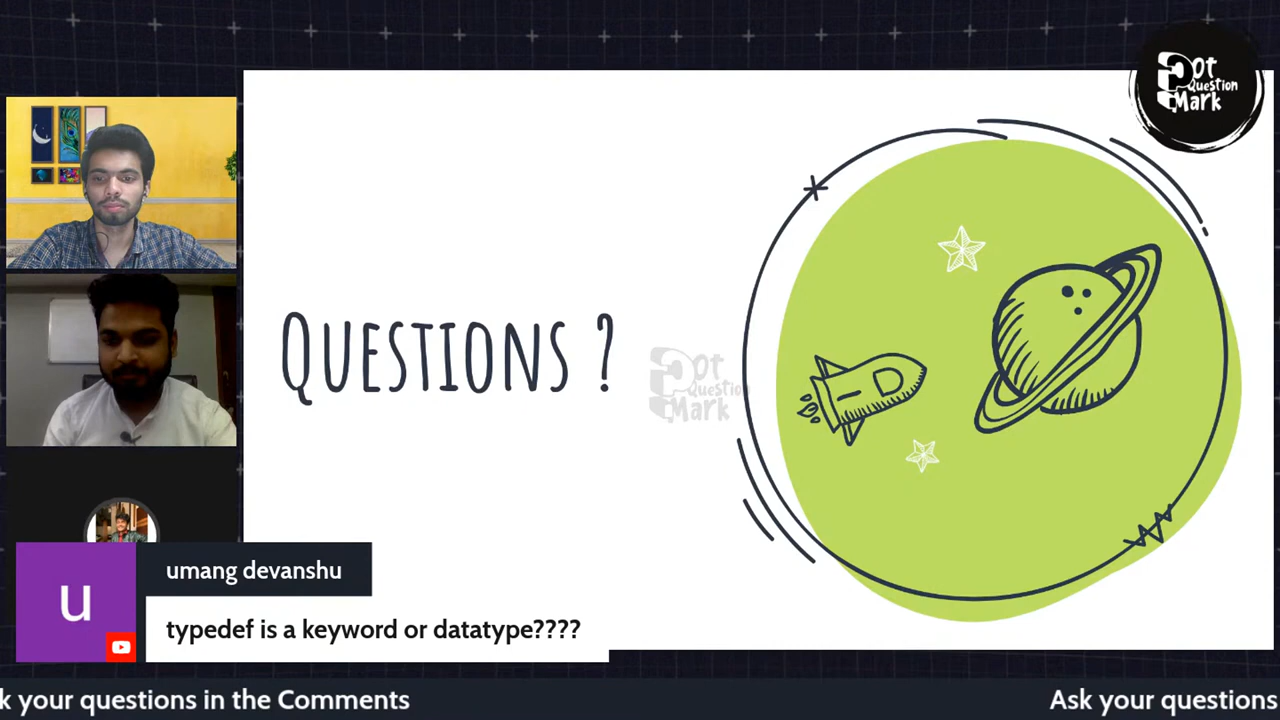 Dot
Question
Mark
QUESTIONS ?
Dot
Question
Mark
u
umang devanshu
typedef is a keyword or datatype????
k your questions in the Comments
Ask your questions